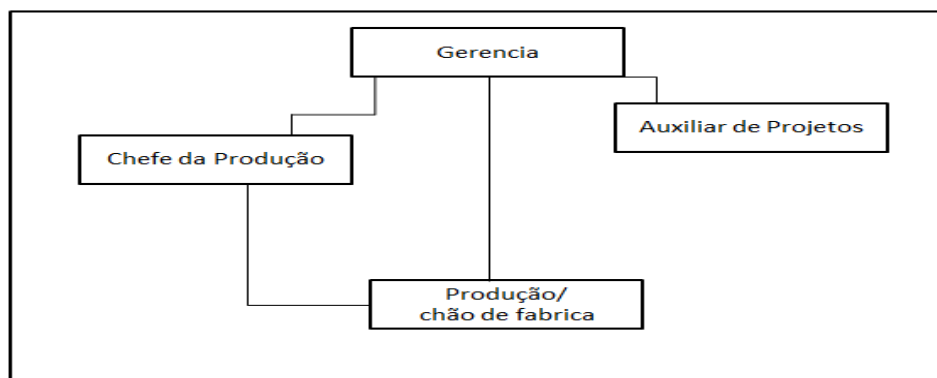 Gerencia
Auxiliar de Projetos
Chefe da Produção
Produção/
chão de fabrica